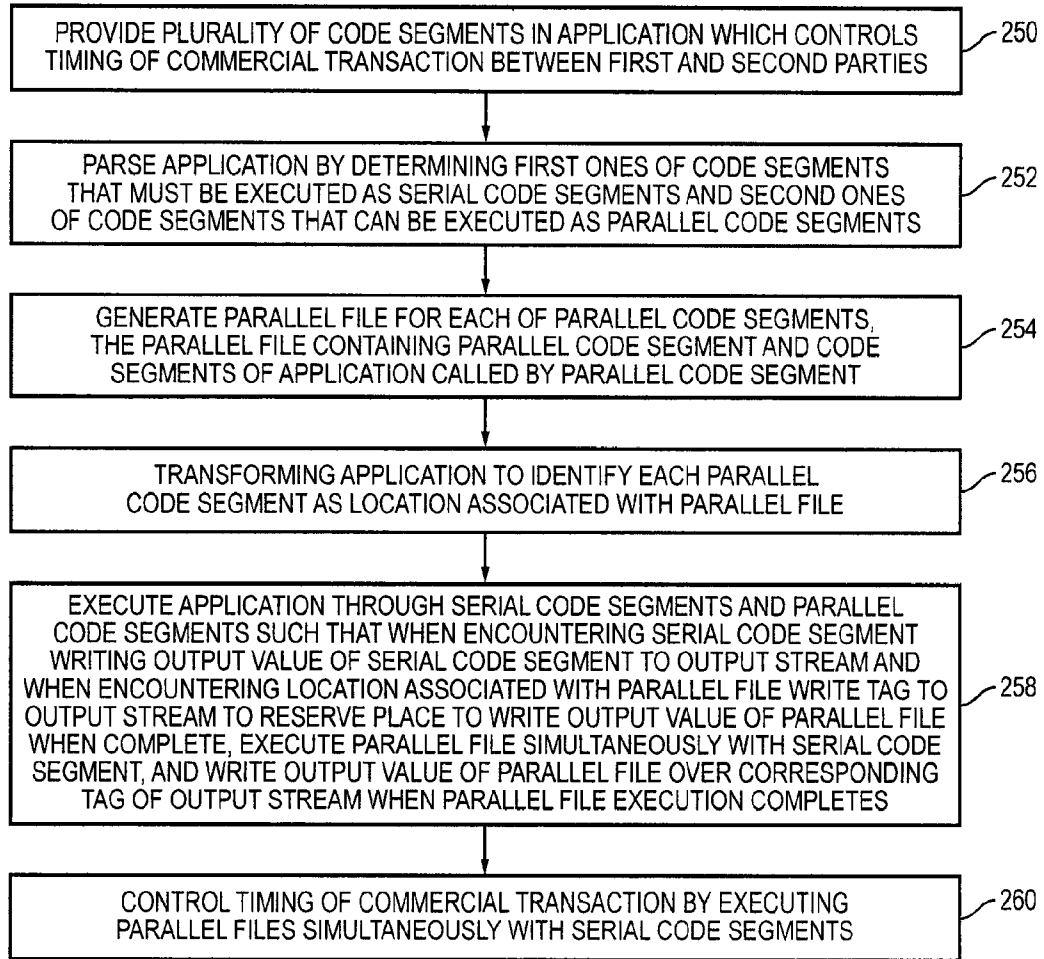 PROVIDE PLURALITY OF CODE SEGMENTS IN APPLICATION WHICH CONTROLS
TIMING OF COMMERCIAL TRANSACTION BETWEEN FIRST AND SECOND PARTIES
250
PARSE APPLICATION BY DETERMINING FIRST ONES OF CODE SEGMENTS
THAT MUST BE EXECUTED AS SERIAL CODE SEGMENTS AND SECOND ONES
OF CODE SEGMENTS THAT CAN BE EXECUTED AS PARALLEL CODE SEGMENTS
252
GENERATE PARALLEL FILE FOR EACH OF PARALLEL CODE SEGMENTS,
THE PARALLEL FILE CONTAINING PARALLEL CODE SEGMENT AND CODE
SEGMENTS OF APPLICATION CALLED BY PARALLEL CODE SEGMENT
254
TRANSFORMING APPLICATION TO IDENTIFY EACH PARALLEL
CODE SEGMENT AS LOCATION ASSOCIATED WITH PARALLEL FILE
256
EXECUTE APPLICATION THROUGH SERIAL CODE SEGMENTS AND PARALLEL
CODE SEGMENTS SUCH THAT WHEN ENCOUNTERING SERIAL CODE SEGMENT
WRITING OUTPUT VALUE OF SERIAL CODE SEGMENT TO OUTPUT STREAM AND
WHEN ENCOUNTERING LOCATION ASSOCIATED WITH PARALLEL FILE WRITE TAG TO
OUTPUT STREAM TO RESERVE PLACE TO WRITE OUTPUT VALUE OF PARALLEL FILE
WHEN COMPLETE, EXECUTE PARALLEL FILE SIMULTANEOUSLY WITH SERIAL CODE
SEGMENT, AND WRITE OUTPUT VALUE OF PARALLEL FILE OVER CORRESPONDING
TAG OF OUTPUT STREAM WHEN PARALLEL FILE EXECUTION COMPLETES
258
CONTROL TIMING OF COMMERCIAL TRANSACTION BY EXECUTING
PARALLEL FILES SIMULTANEOUSLY WITH SERIAL CODE SEGMENTS
260